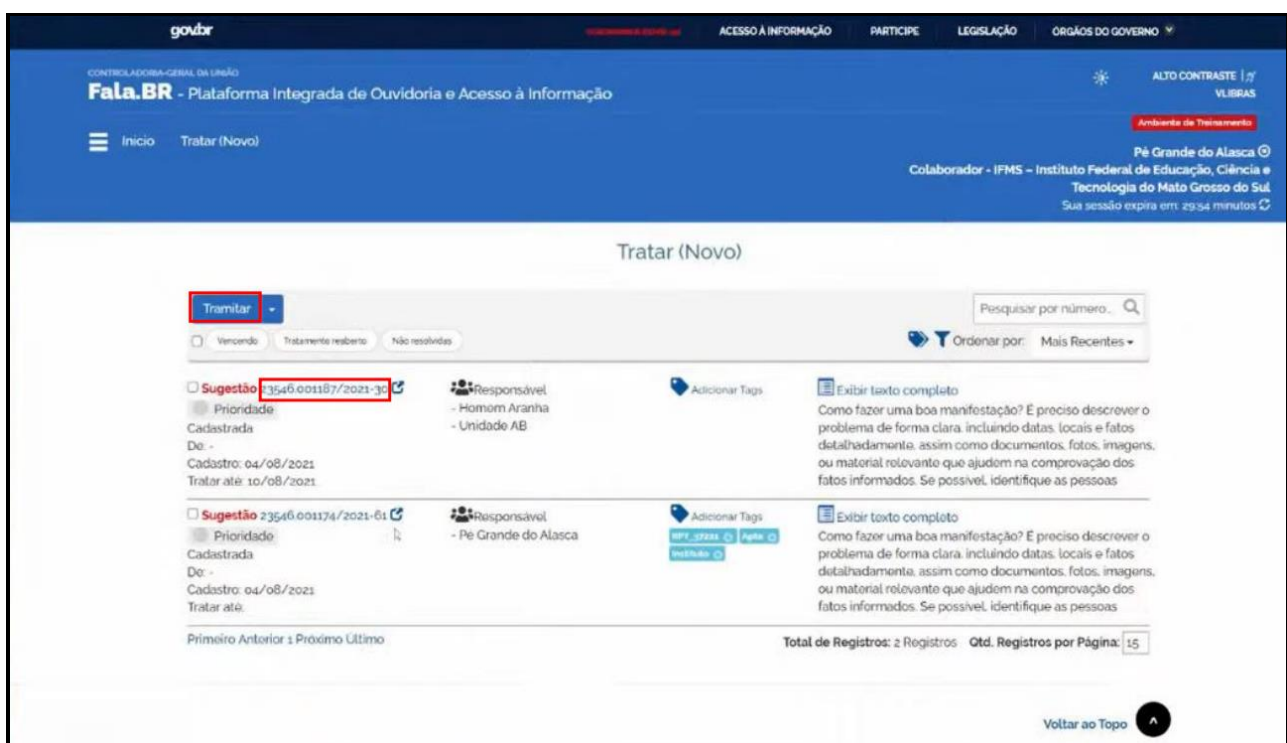 govbr
ACESSO À INFORMAÇÃO PARTICIPE LEGISLAÇÃO ÓRGÃOS DO GOVERNO
CONTROLADORIA-GERAL DA UNIÃO
Fala.BR - Plataforma Integrada de Ouvidoria e Acesso à Informação
ALTO CONTRASTE
VLIBRAS
Ambiente de Treinamento
Inicio Tratar (Novo)
Pé Grande do Alasca
Colaborador - IFMS – Instituto Federal de Educação, Ciência e
Tecnologia do Mato Grosso do Sul
Sua sessão expira em: 29:54 minutos
Tratar (Novo)
Tramitar
Pesquisar por número..
Vencendo Tratamento reaberto Não resolvidas
Ordenar por: Mais Recentes
Sugestão 23546.001187/2021-30
Prioridade
Cadastrada
De: -
Cadastro: 04/08/2021
Tratar até: 10/08/2021
Responsável
- Homem Aranha
- Unidade AB
Adicionar Tags
Exibir texto completo
Como fazer uma boa manifestação? É preciso descrever o
problema de forma clara, incluindo datas, locais e fatos
detalhadamente, assim como documentos, fotos, imagens,
ou material relevante que ajudem na comprovação dos
fatos informados. Se possível, identifique as pessoas
Sugestão 23546.001174/2021-61
Prioridade
Cadastrada
De: -
Cadastro: 04/08/2021
Tratar até:
Responsável
- Pe Grande do Alasca
Adicionar Tags
Apta
Instituto
Exibir texto completo
Como fazer uma boa manifestação? É preciso descrever o
problema de forma clara, incluindo datas, locais e fatos
detalhadamente, assim como documentos, fotos, imagens,
ou material relevante que ajudem na comprovação dos
fatos informados. Se possível, identifique as pessoas
Primeiro Anterior 1 Próximo Último
Total de Registros: 2 Registros Qtd. Registros por Página: 15
Voltar ao Topo